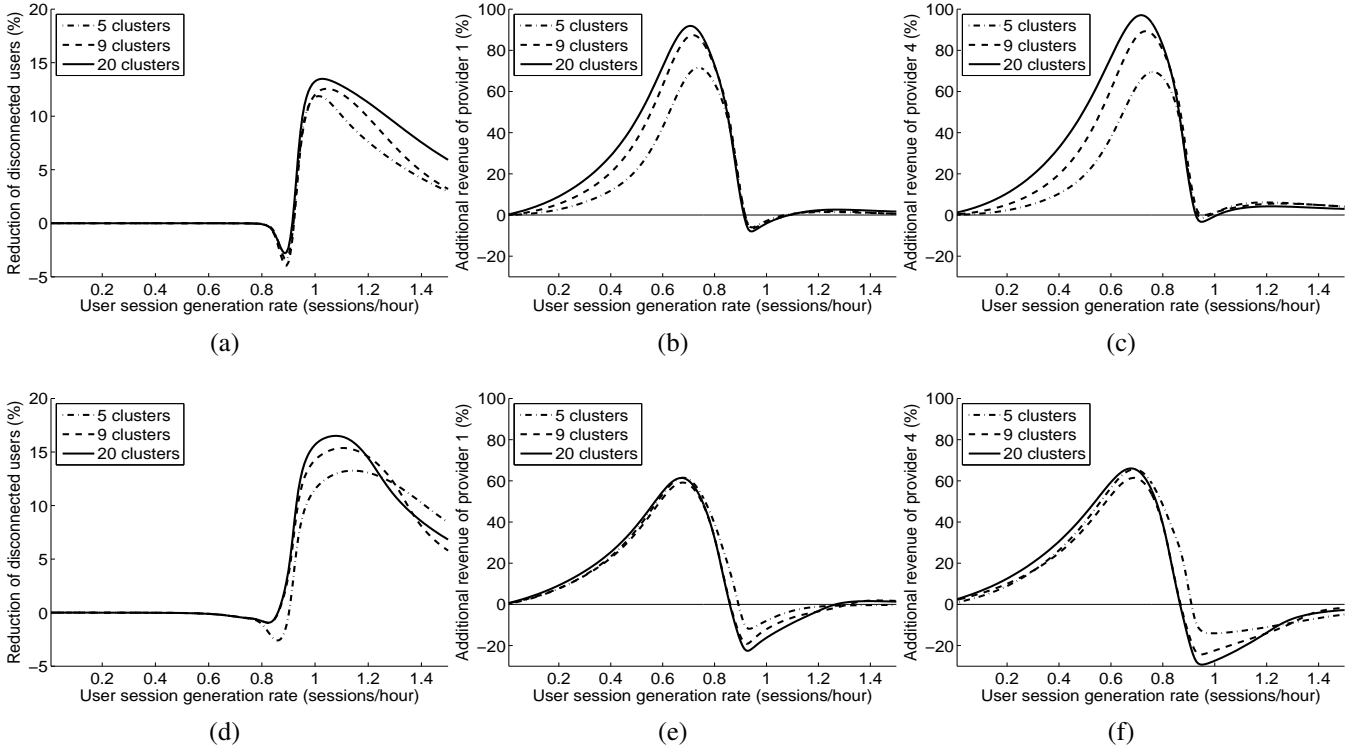 Reduction of disconnected users (%)
20
15
10
5
0
−5
5 clusters
9 clusters
20 clusters
0.2 0.4 0.6 0.8 1 1.2 1.4
User session generation rate (sessions/hour)
(a)
Additional revenue of provider 1 (%)
100
80
60
40
20
0
−20
5 clusters
9 clusters
20 clusters
0.2 0.4 0.6 0.8 1 1.2 1.4
User session generation rate (sessions/hour)
(b)
Additional revenue of provider 4 (%)
100
80
60
40
20
0
−20
5 clusters
9 clusters
20 clusters
0.2 0.4 0.6 0.8 1 1.2 1.4
User session generation rate (sessions/hour)
(c)
Reduction of disconnected users (%)
20
15
10
5
0
−5
5 clusters
9 clusters
20 clusters
0.2 0.4 0.6 0.8 1 1.2 1.4
User session generation rate (sessions/hour)
(d)
Additional revenue of provider 1 (%)
100
80
60
40
20
0
−20
5 clusters
9 clusters
20 clusters
0.2 0.4 0.6 0.8 1 1.2 1.4
User session generation rate (sessions/hour)
(e)
Additional revenue of provider 4 (%)
100
80
60
40
20
0
−20
5 clusters
9 clusters
20 clusters
0.2 0.4 0.6 0.8 1 1.2 1.4
User session generation rate (sessions/hour)
(f)